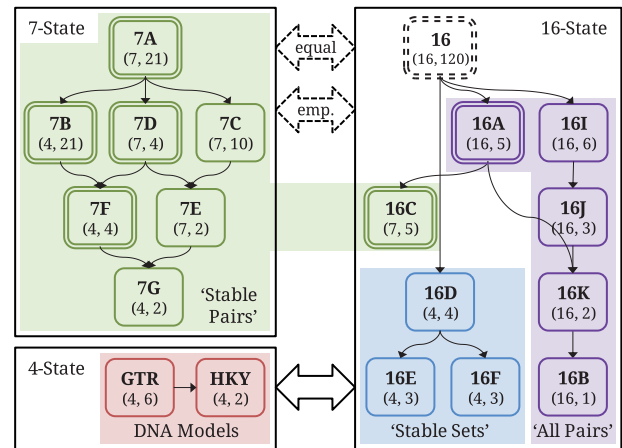 7-State
7A
(7, 21)
7B
(4, 21)
7D
(7, 4)
7C
(7, 10)
7F
(4, 4)
7E
(7, 2)
7G
(4, 2)
‘Stable
Pairs’
equal
emp.
16-State
16
(16, 120)
16A
(16, 5)
16I
(16, 6)
16C
(7, 5)
16J
(16, 3)
16D
(4, 4)
16K
(16, 2)
16E
(4, 3)
16F
(4, 3)
16B
(16, 1)
‘Stable Sets’
‘All Pairs’
4-State
GTR
(4, 6)
HKY
(4, 2)
DNA Models